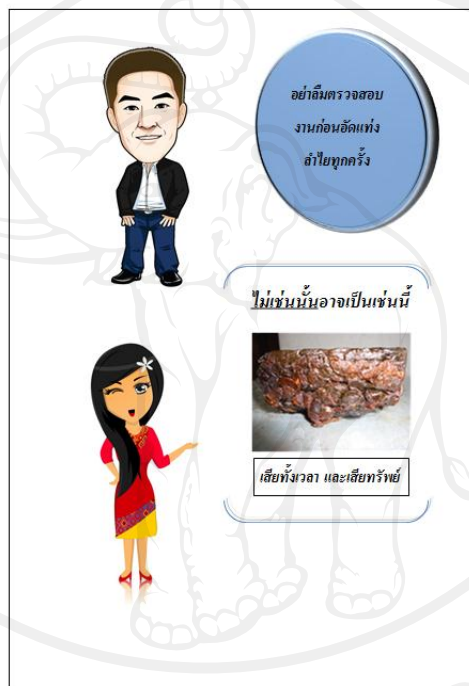 อย่าลืมตรวจสอบ
งานก่อนอัดแท่ง
ลำไยทุกครั้ง
ไม่เช่นนั้นอาจเป็นเช่นนี้
เสียทั้งเวลา และเสียทรัพย์